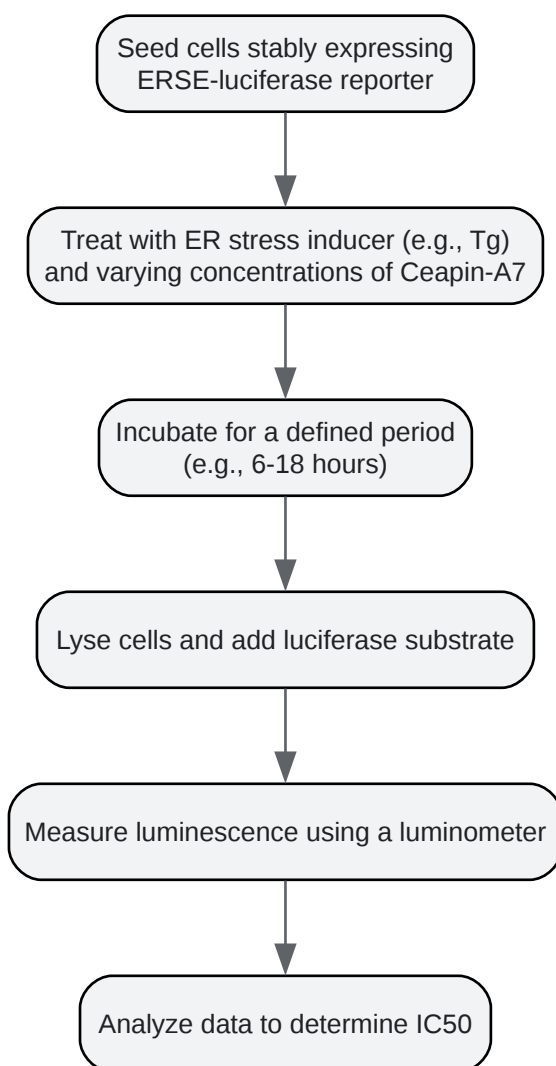 Seed cells stably expressing
ERSE-luciferase reporter
Treat with ER stress inducer (e.g., Tg)
and varying concentrations of Ceapin-A7
Incubate for a defined period
(e.g., 6-18 hours)
Lyse cells and add luciferase substrate
Measure luminescence using a luminometer
Analyze data to determine IC50